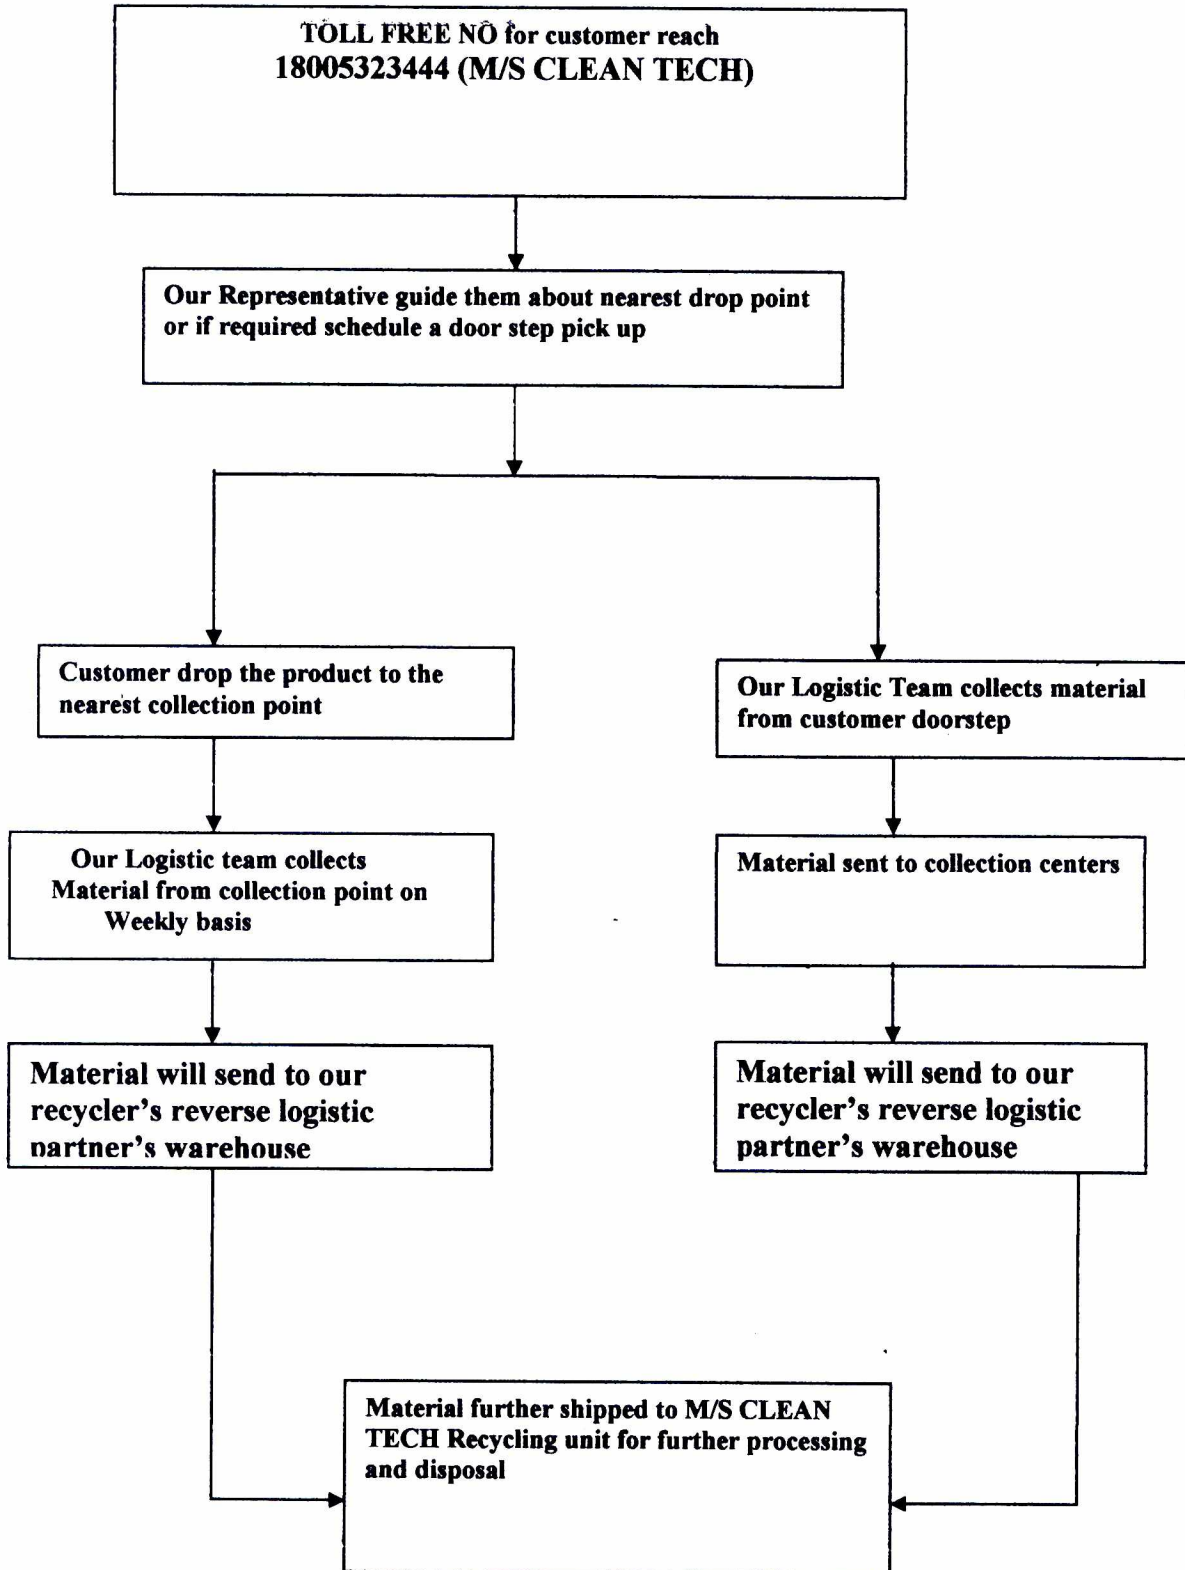 TOLL FREE NO for customer reach
18005323444 (M/S CLEAN TECH)
Our Representative guide them about nearest drop point
or if required schedule a door step pick up
Customer drop the product to the
nearest collection point
Our Logistic team collects
Material from collection point on
Weekly basis
Material will send to our
recycler's reverse logistic
partner's warehouse
Our Logistic Team collects material
from customer doorstep
Material sent to collection centers
Material will send to our
recycler's reverse logistic
partner's warehouse
Material further shipped to M/S CLEAN
TECH Recycling unit for further processing
and disposal